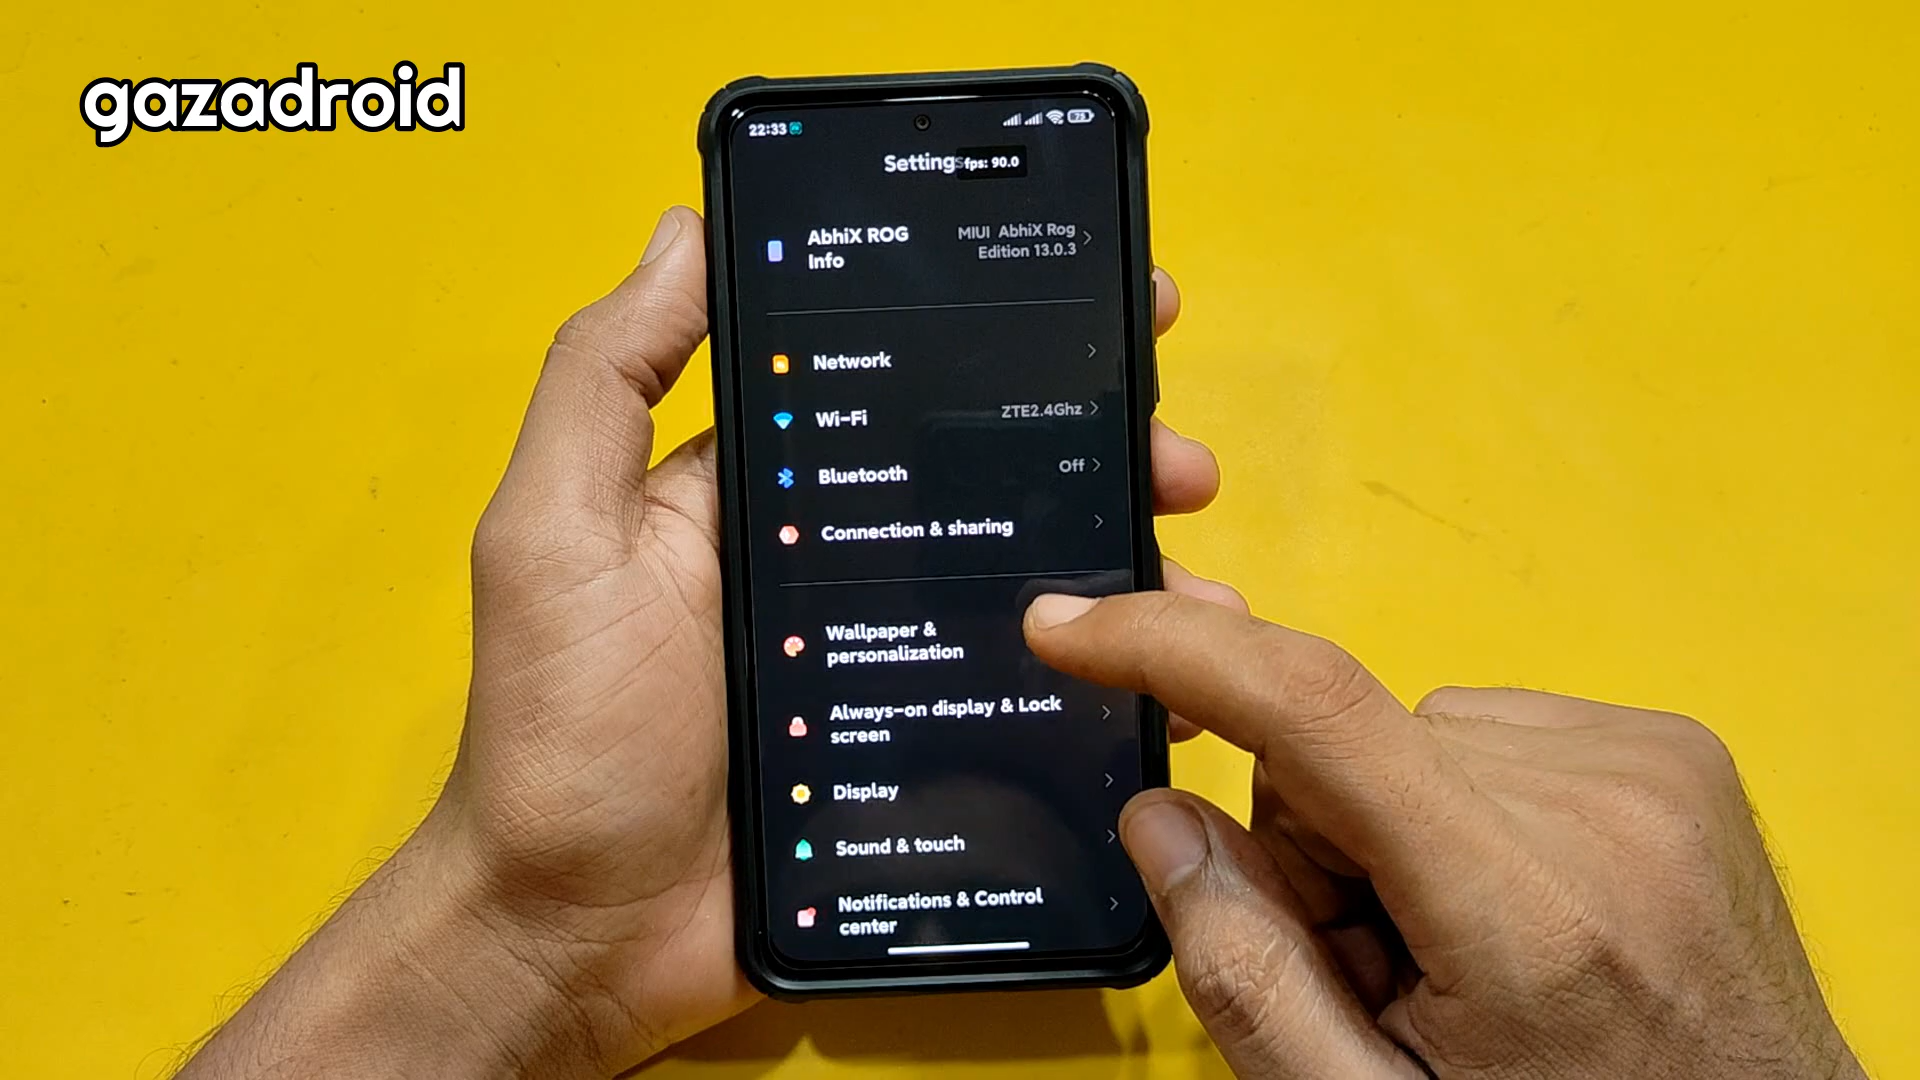 gazadroid
22:33
73
Settings
fps: 90.0
AbhiX ROG
Info
MIUI AbhiX Rog
Edition 13.0.3
Network
Wi-Fi
ZTE2.4Ghz
Bluetooth
Off
Connection & sharing
Wallpaper &
personalization
Always-on display & Lock
screen
Display
Sound & touch
Notifications & Control
center